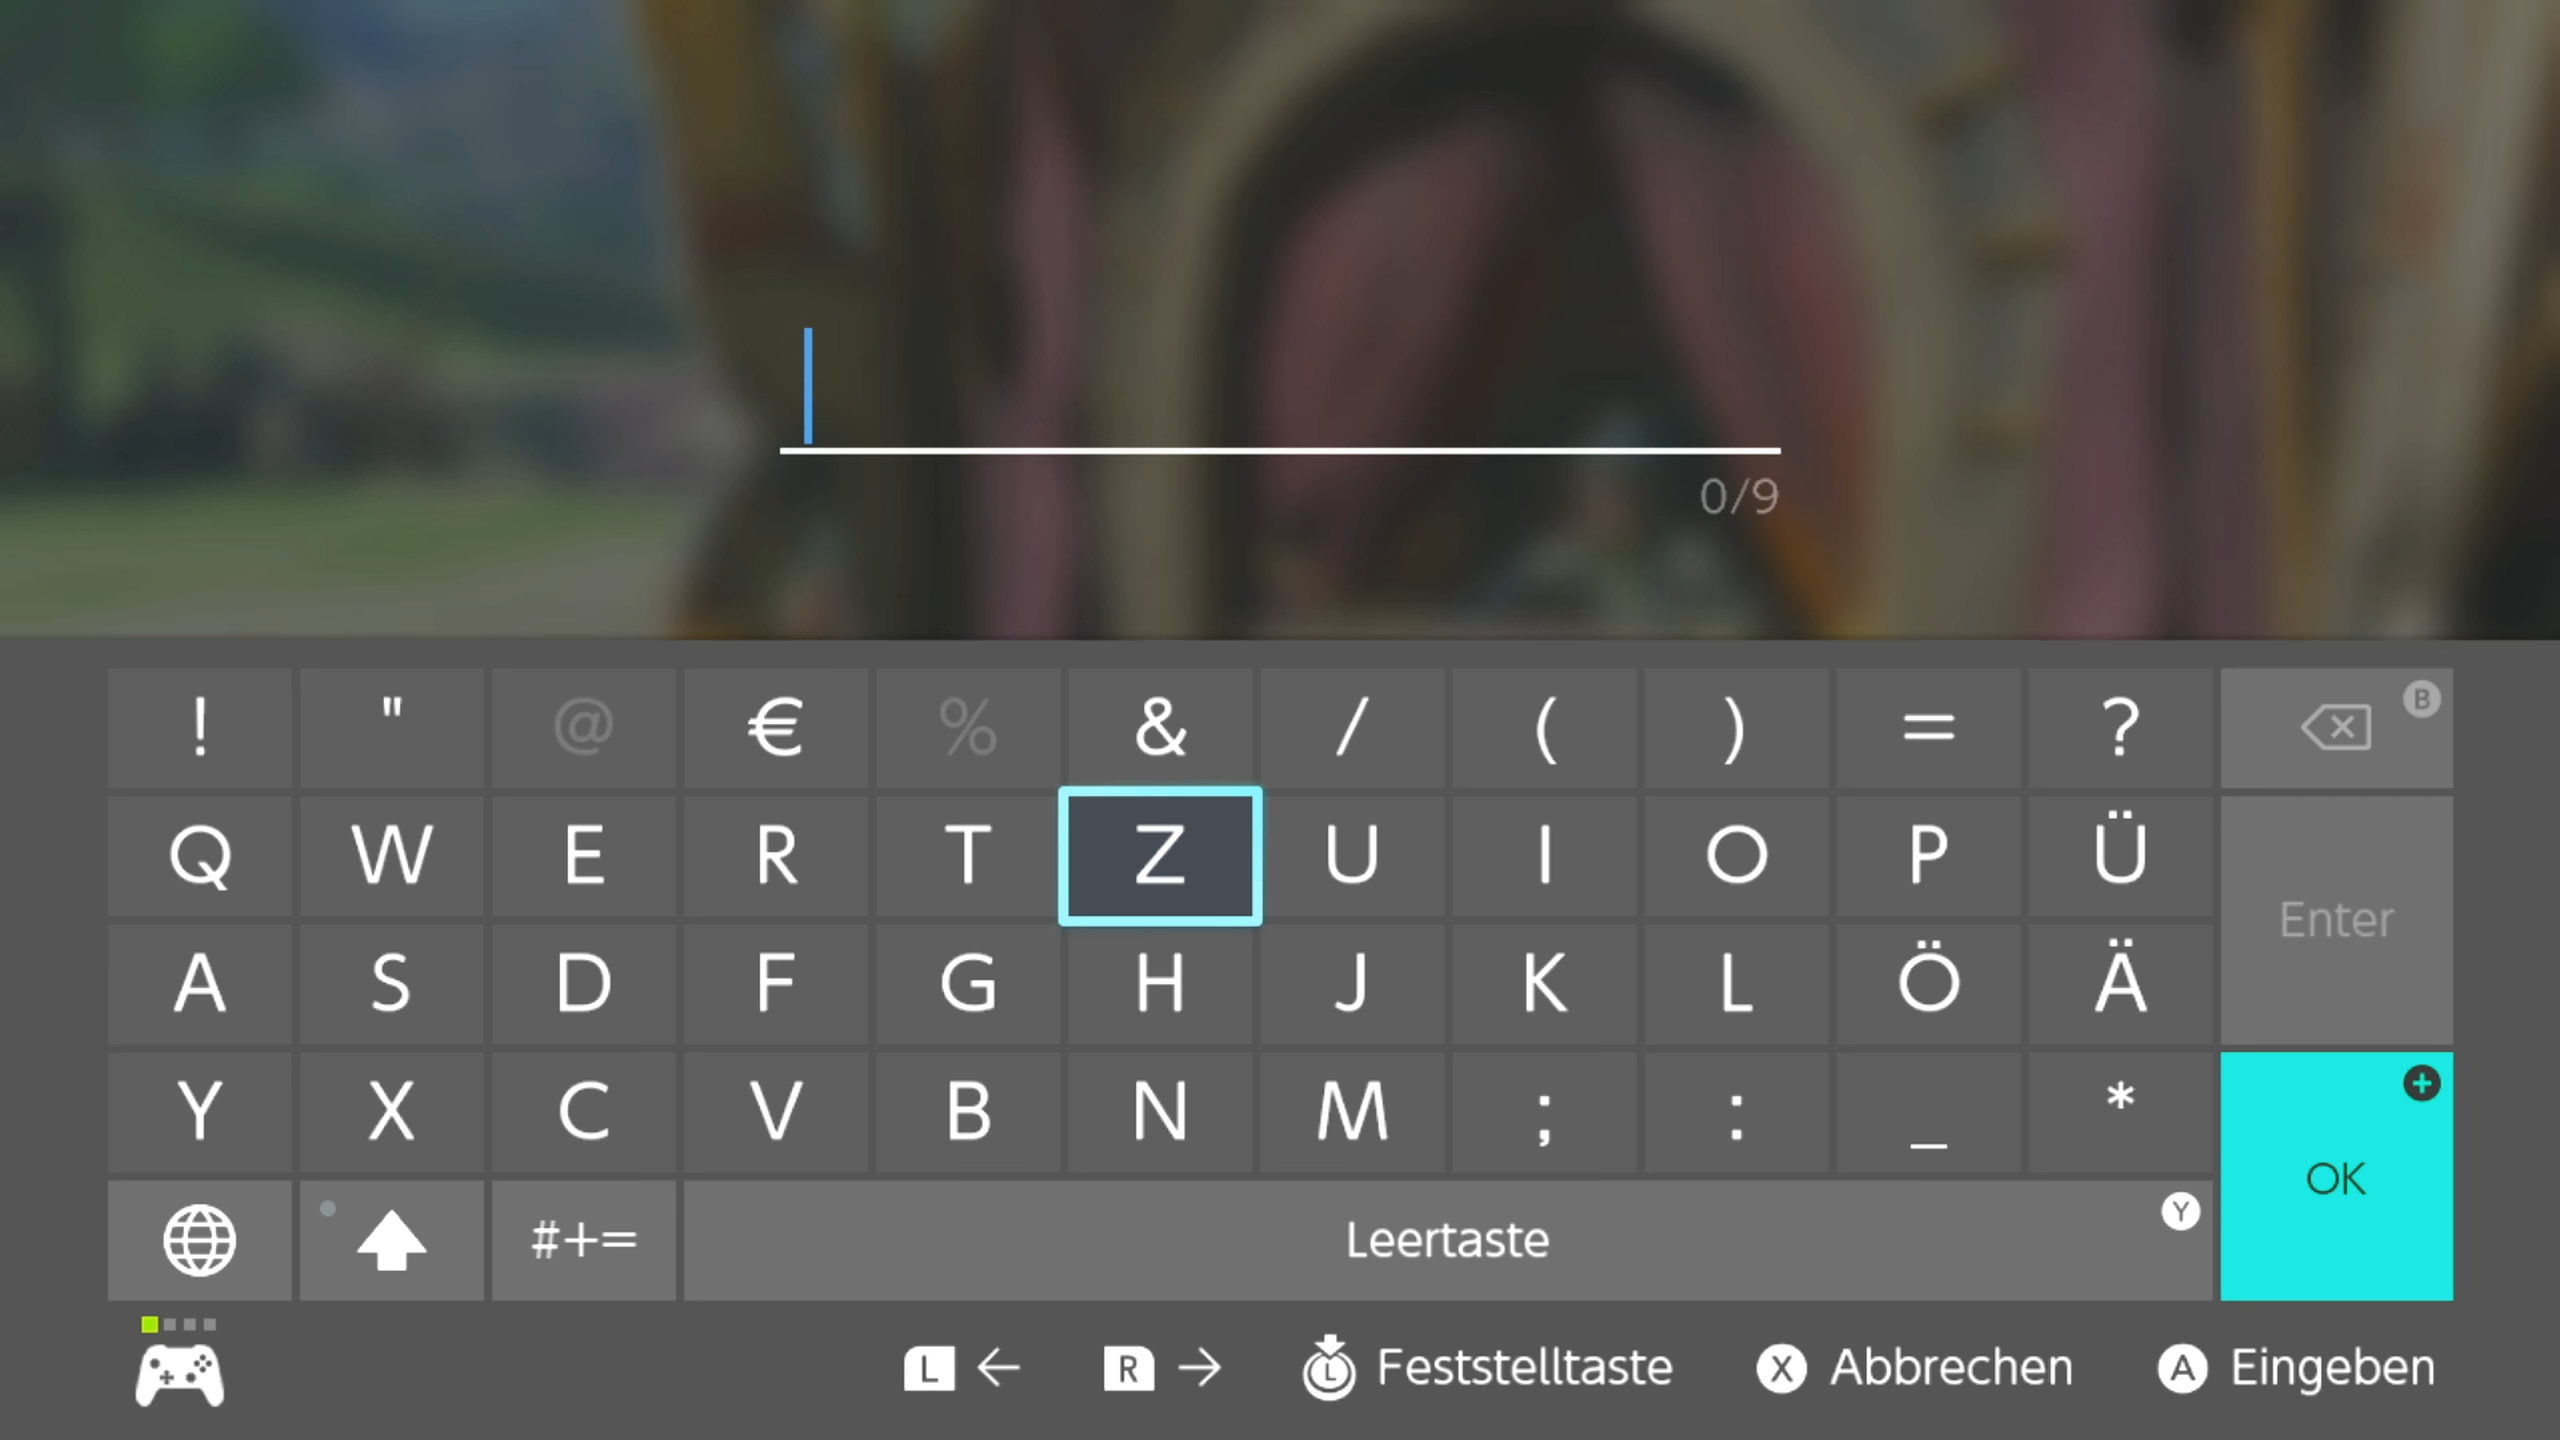 0/9
! " @ € % & / ( ) = ? B
Q W E R T Z U I O P Ü Enter
A S D F G H J K L Ö Ä
Y X C V B N M ; : _ * + OK
#+= Leertaste Y
L ← R → L Feststelltaste X Abbrechen A Eingeben